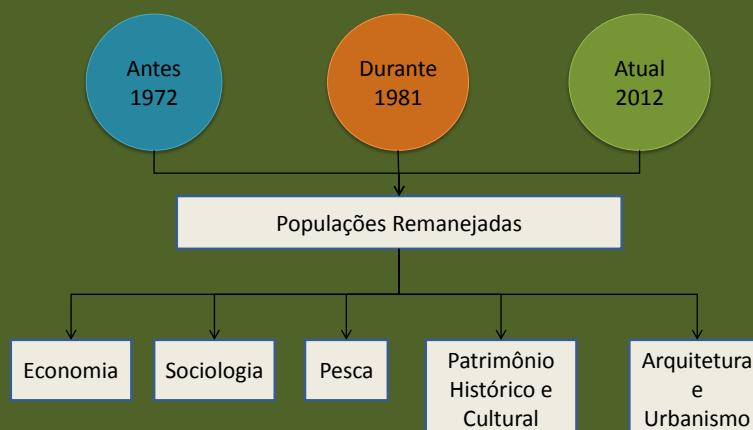 Antes
1972
Durante
1981
Atual
2012
Populações Remanejadas
Economia
Sociologia
Pesca
Patrimônio
Histórico e
Cultural
Arquitetura
e
Urbanismo